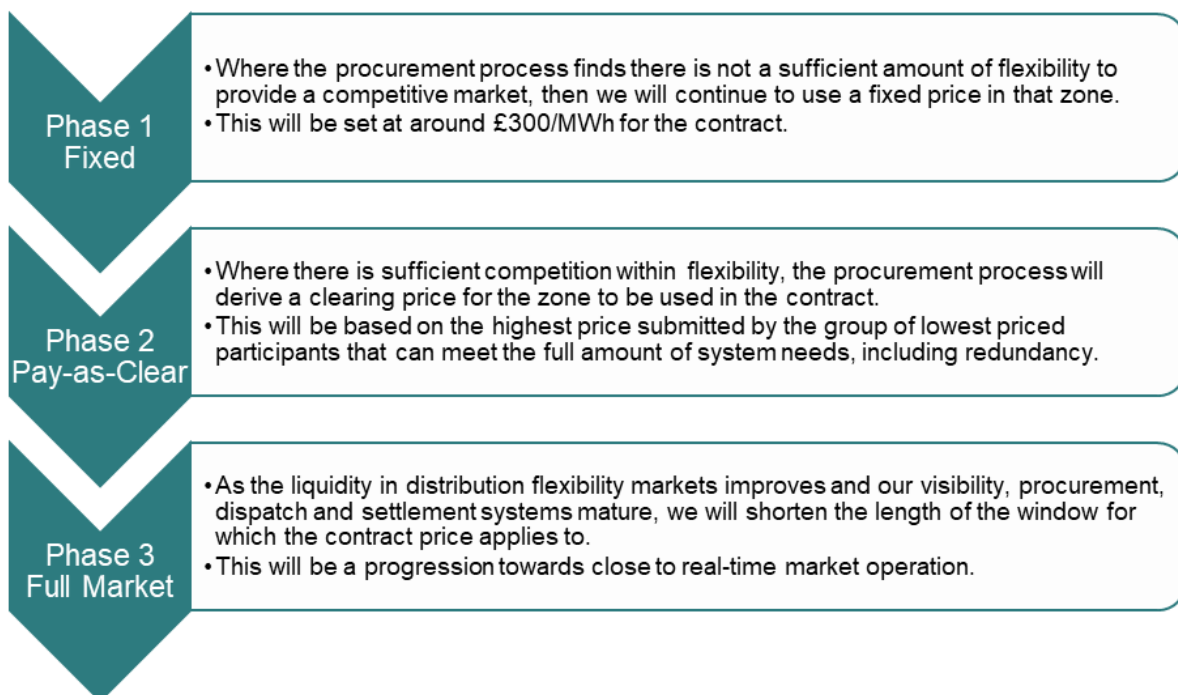 Phase 1
Fixed
• Where the procurement process finds there is not a sufficient amount of flexibility to
provide a competitive market, then we will continue to use a fixed price in that zone.
• This will be set at around £300/MWh for the contract.
Phase 2
Pay-as-Clear
• Where there is sufficient competition within flexibility, the procurement process will
derive a clearing price for the zone to be used in the contract.
• This will be based on the highest price submitted by the group of lowest priced
participants that can meet the full amount of system needs, including redundancy.
Phase 3
Full Market
• As the liquidity in distribution flexibility markets improves and our visibility, procurement,
dispatch and settlement systems mature, we will shorten the length of the window for
which the contract price applies to.
• This will be a progression towards close to real-time market operation.